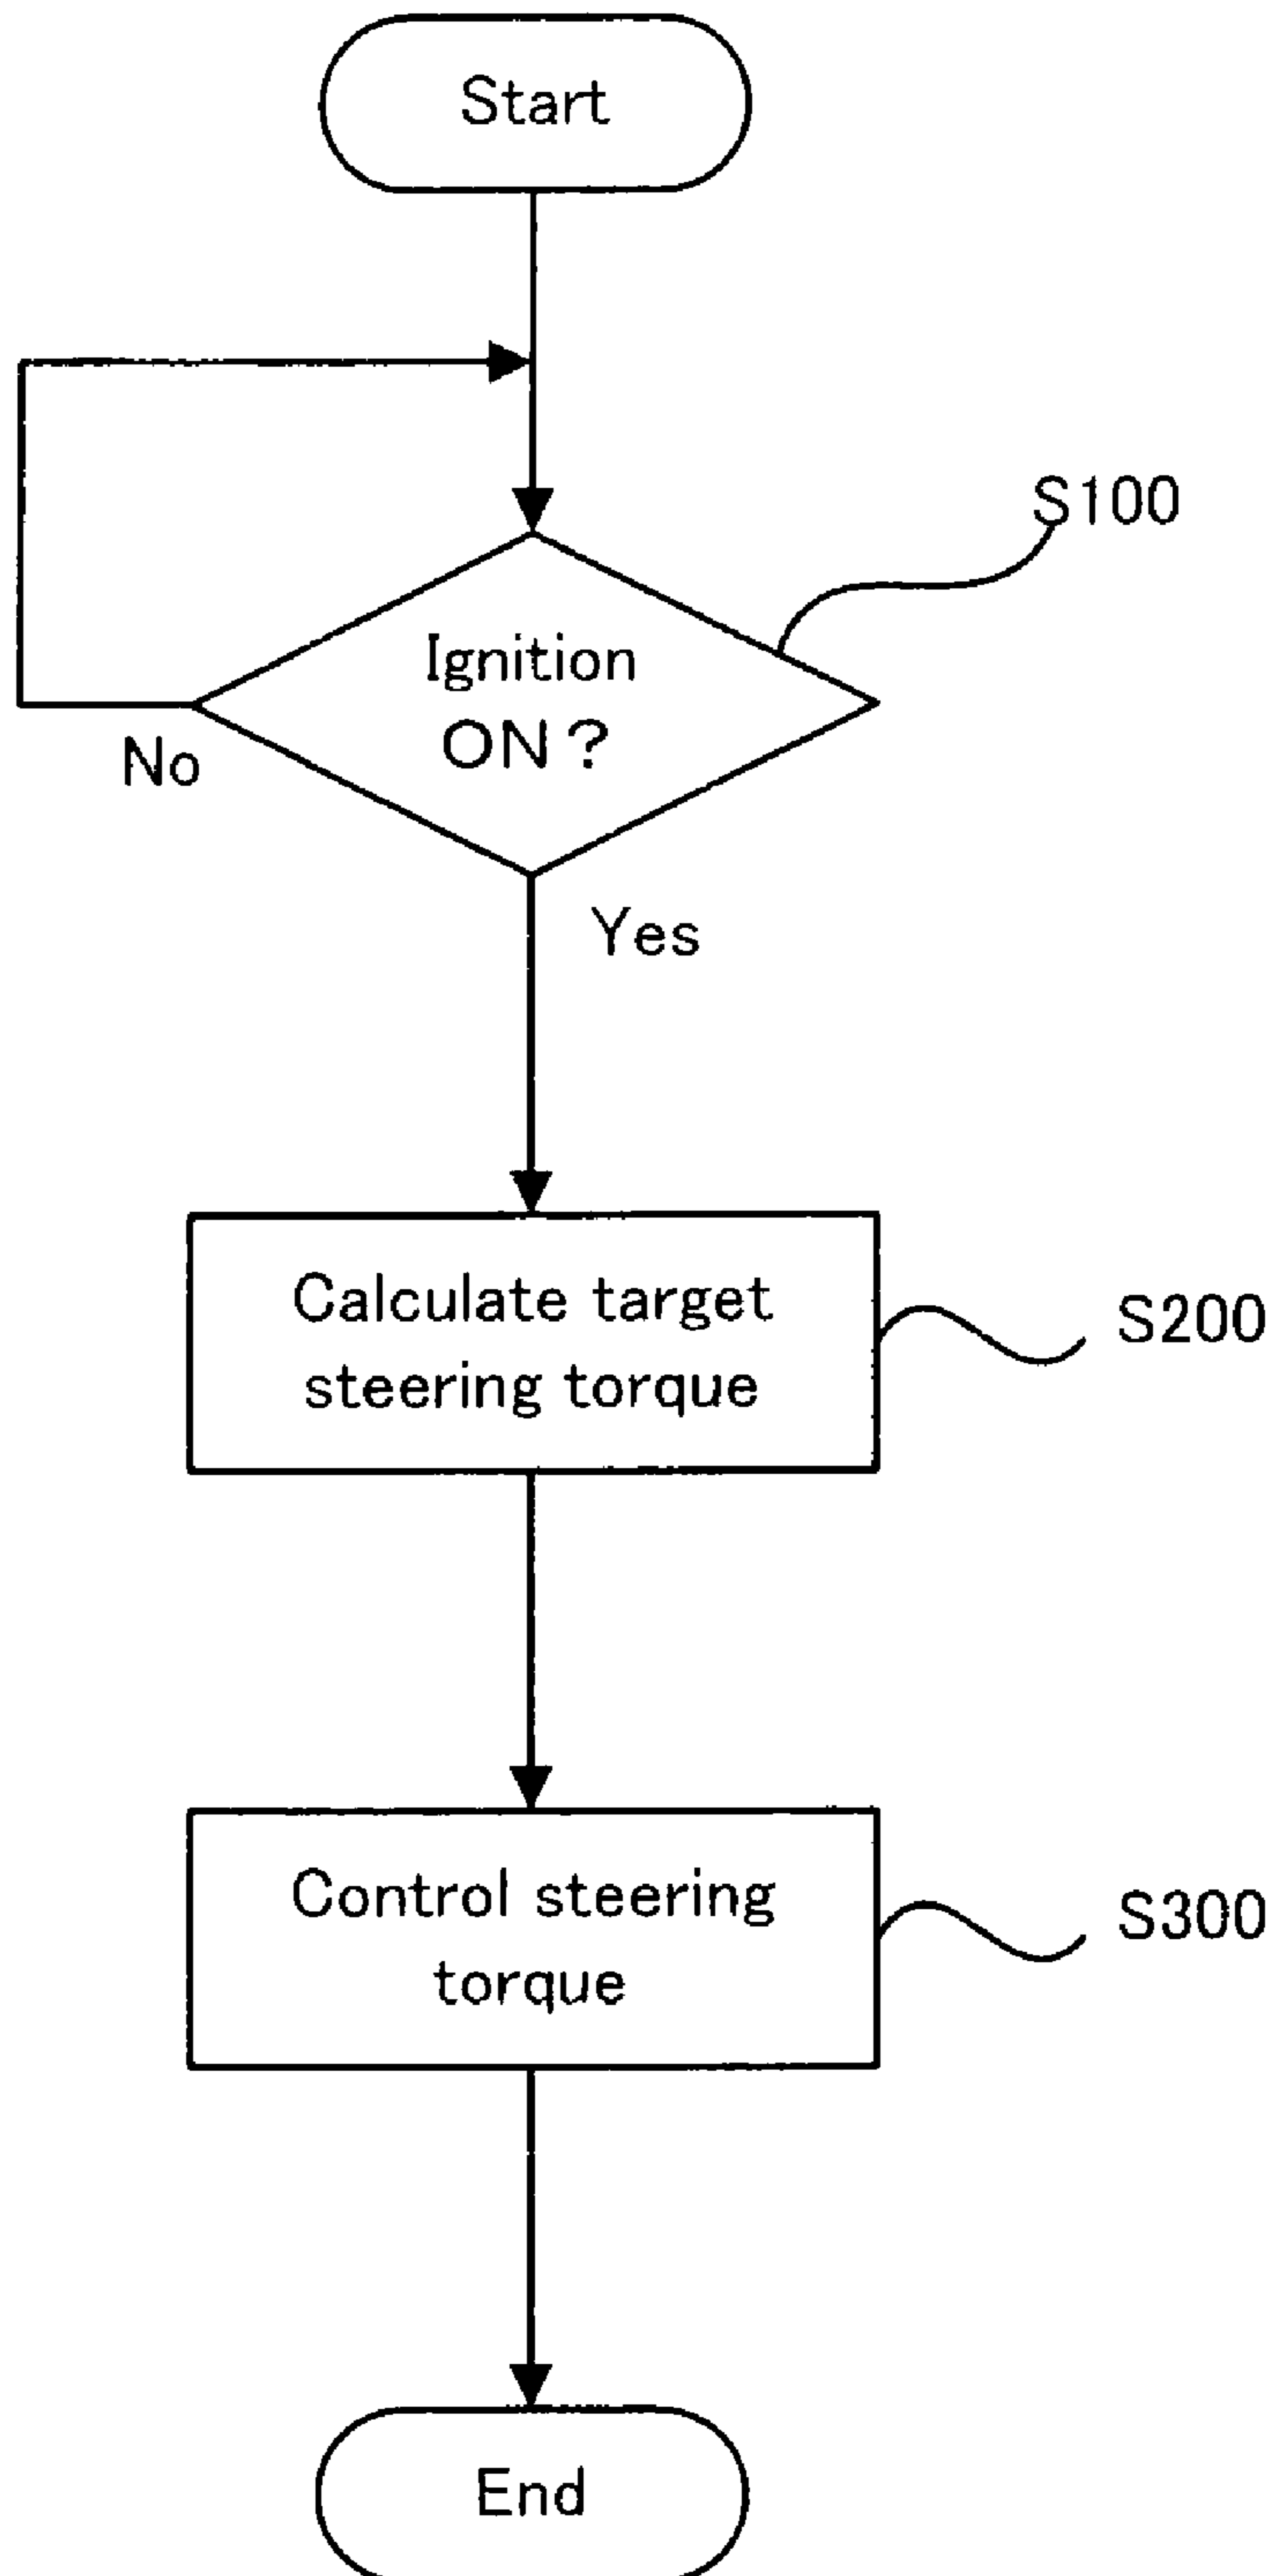 Start
S100
Ignition
ON?
No
Yes
Calculate target
steering torque
S200
Control steering
torque
S300
End